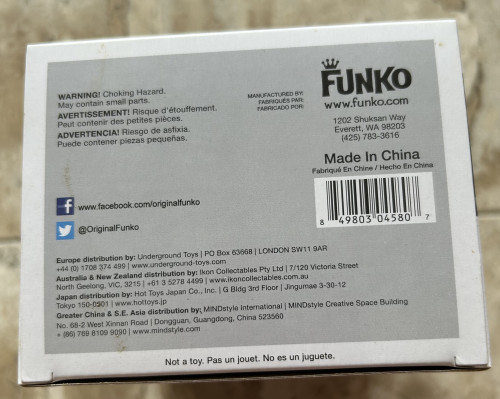 WARNING! Choking Hazard.
May contain small parts.
AVERTISSEMENT! Risque d'étouffement.
Peut contenir des petites pièces.
ADVERTENCIA! Riesgo de asfixia.
Puede contener piezas pequeñas.
MANUFACTURED BY:
FABRIQUÉS PAR:
FABRICADO POR:
FUNKO
www.funko.com
1202 Shuksan Way
Everett, WA 98203
(425) 783-3616
Made In China
Fabriqué En Chine / Hecho En China
8 49803 04580 7
www.facebook.com/originalfunko
@OriginalFunko
Europe distribution by: Underground Toys | PO Box 63668 | LONDON SW11 9AR
+44 (0) 1708 374 499 | www.underground-toys.com
Australia & New Zealand distribution by: Ikon Collectables Pty Ltd | 7/120 Victoria Street
North Geelong, VIC, 3215 | +61 3 5278 4499 | www.ikoncollectables.com.au
Japan distribution by: Hot Toys Japan Co., Inc. | G Bldg 3rd Floor | Jingumae 3-30-12
Tokyo 150-0001 | www.hottoys.jp
Greater China & S.E. Asia distribution by: MINDstyle International | MINDstyle Creative Space Building
No. 68-2 West Xinnan Road | Dongguan, Guangdong, China 523560
+ (86) 769 8109 9090 | www.mindstyle.com
Not a toy. Pas un jouet. No es un juguete.